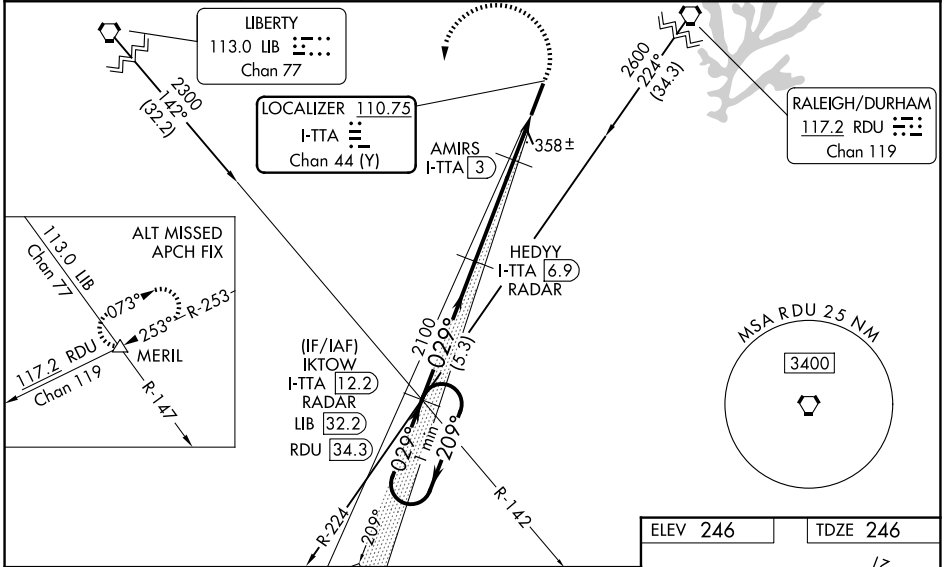 LIBERTY
113.0 LIB
Chan 77
2300
142°
(32.2)
LOCALIZER 110.75
I-TTA
Chan 44 (Y)
2600
224°
(34.3)
RALEIGH/DURHAM
117.2 RDU
Chan 119
AMIRS
I-TTA 3
358±
HEDYY
I-TTA 6.9
RADAR
ALT MISSED
APCH FIX
113.0 LIB
Chan 77
073°
253°
R-253
MERIL
117.2 RDU
Chan 119
R-147
2100
029°
(5.3)
(IF/IAF)
IKTOW
I-TTA 12.2
RADAR
LIB 32.2
RDU 34.3
029°
1 min
209°
R-224
209°
R-142
MSA RDU 25 NM
3400
ELEV 246
TDZE 246